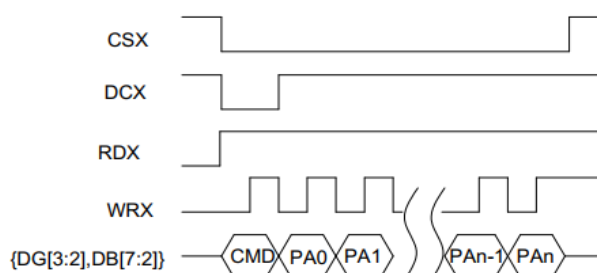 CSX
DCX
RDX
WRX
{DG[3:2],DB[7:2]} CMD PA0 PA1 PAn-1 PAn